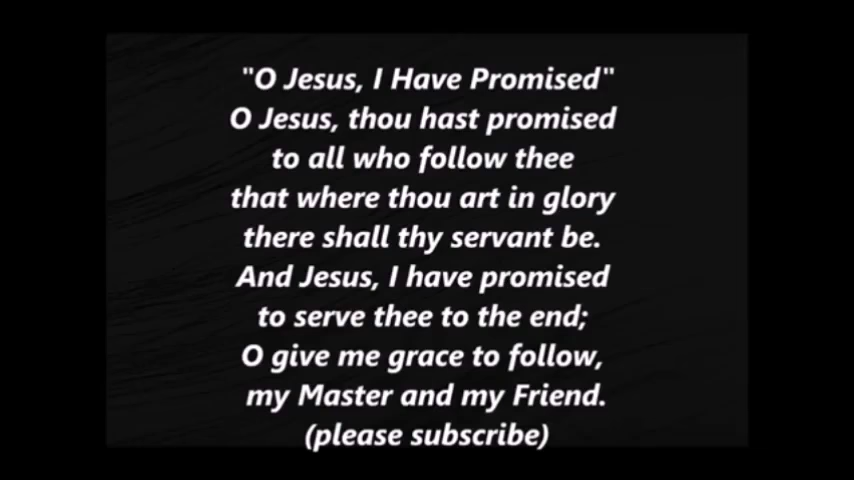 "O Jesus, I Have Promised"
O Jesus, thou hast promised
to all who follow thee
that where thou art in glory
there shall thy servant be.
And Jesus, I have promised
to serve thee to the end;
O give me grace to follow,
my Master and my Friend.
(please subscribe)